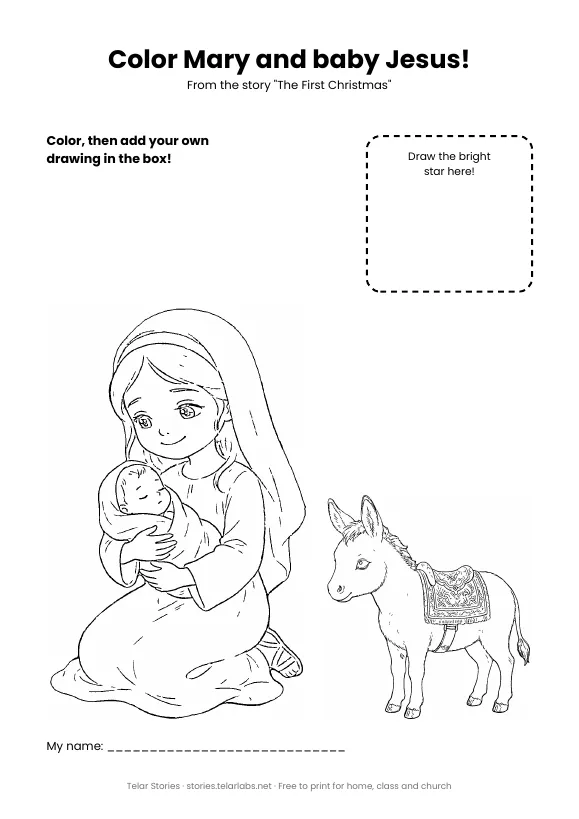 Color Mary and baby Jesus!
From the story "The First Christmas"
Color, then add your own
drawing in the box!
Draw the bright
star here!
My name: ____________________________
Telar Stories · stories.telarlabs.net · Free to print for home, class and church